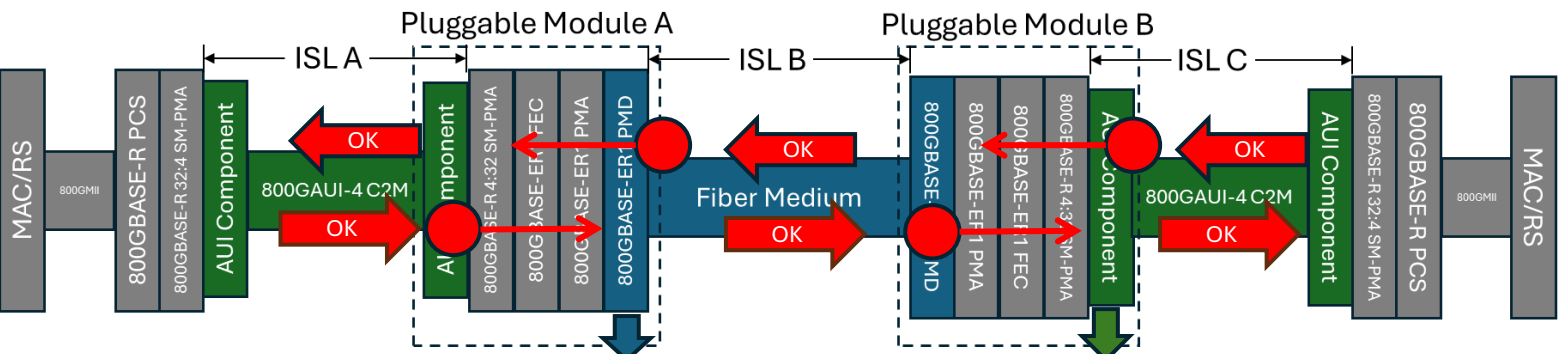 Pluggable Module A
Pluggable Module B
ISL A
ISL B
ISL C
MAC/RS
800GMII
800GBASE-R PCS
800GBASE-R 32:4 SM-PMA
AUI Component
OK
800GAUI-4 C2M
OK
mponent
800GBASE-R 4:32 SM-PMA
800GBASE-ER1 PMA
800GBASE-ER1 PMD
OK
Fiber Medium
OK
800GBASE-ER1 PMA
800GBASE-ER1 FEC
OK
800GAUI-4 C2M
OK
AUI Component
800GBASE-R 32:4 SM-PMA
800GBASE-R PCS
800GMII
MAC/RS